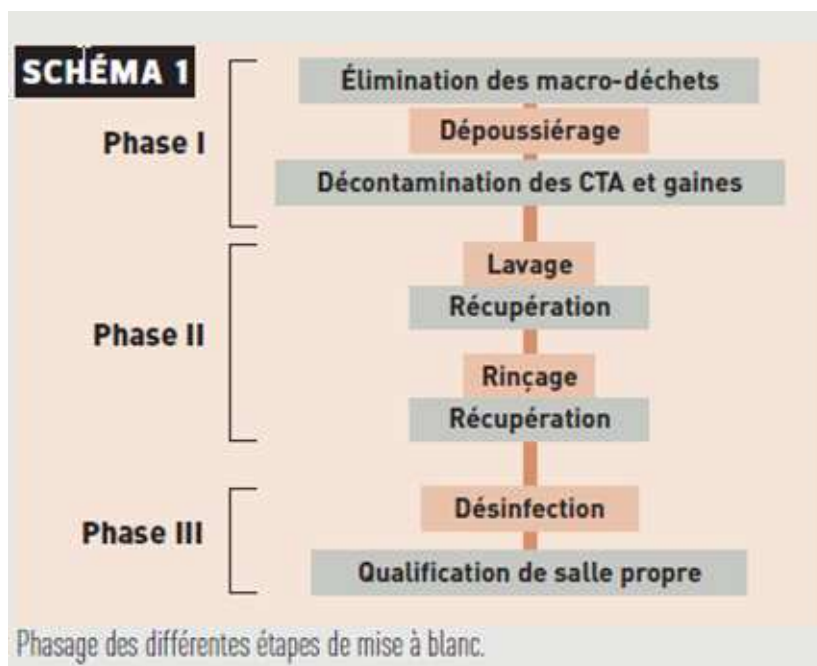 SCHÉMA 1
Phase I
Élimination des macro-déchets
Dépoussiérage
Décontamination des CTA et gaines
Phase II
Lavage
Récupération
Rinçage
Récupération
Phase III
Désinfection
Qualification de salle propre
Phasage des différentes étapes de mise à blanc.